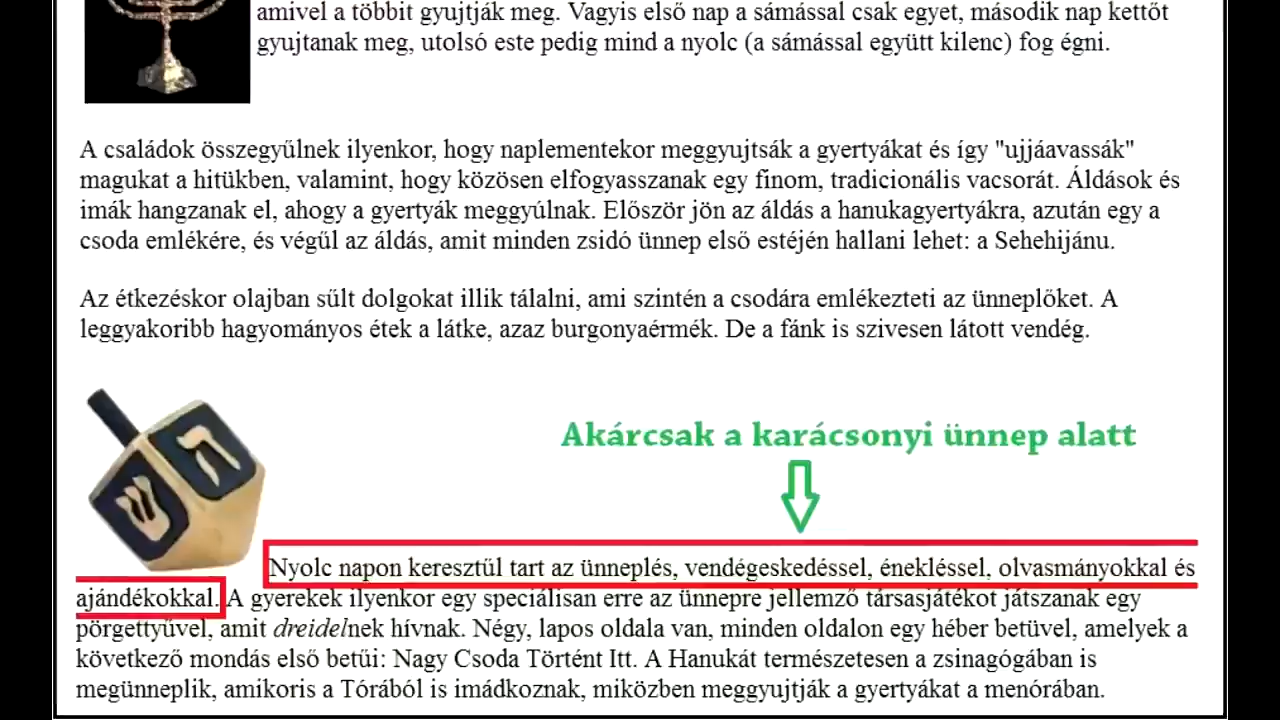 amivel a többit gyujtják meg. Vagyis első nap a sámással csak egyet, második nap kettőt
gyujtanak meg, utolsó este pedig mind a nyolc (a sámással együtt kilenc) fog égni.
A családok összegyűlnek ilyenkor, hogy naplementekor meggyujtsák a gyertyákat és így "ujjáavassák"
magukat a hitükben, valamint, hogy közösen elfogyasszanak egy finom, tradicionális vacsorát. Áldások és
imák hangzanak el, ahogy a gyertyák meggyúlnak. Először jön az áldás a hanukagyertyákra, azután egy a
csoda emlékére, és végűl az áldás, amit minden zsidó ünnep első estéjén hallani lehet: a Sehehijánu.
Az étkezéskor olajban sűlt dolgokat illik tálalni, ami szintén a csodára emlékezteti az ünneplőket. A
leggyakoribb hagyományos étek a látke, azaz burgonyaérmék. De a fánk is szivesen látott vendég.
Akárcsak a karácsonyi ünnep alatt
ה
ש
Nyolc napon keresztűl tart az ünneplés, vendégeskedéssel, énekléssel, olvasmányokkal és
ajándékokkal. A gyerekek ilyenkor egy speciálisan erre az ünnepre jellemző társasjátékot játszanak egy
pörgettyűvel, amit dreidelnek hívnak. Négy, lapos oldala van, minden oldalon egy héber betüvel, amelyek a
következő mondás első betűi: Nagy Csoda Történt Itt. A Hanukát természetesen a zsinagógában is
megünneplik, amikoris a Tórából is imádkoznak, miközben meggyujtják a gyertyákat a menórában.